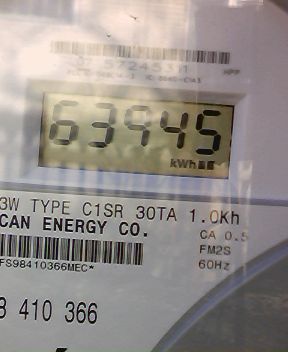 63945
kWh
3W TYPE C1SR 30TA 1.0Kh
CAN ENERGY CO.
CA 0.5
FM2S
FS98410366MEC*
60Hz
8 410 366